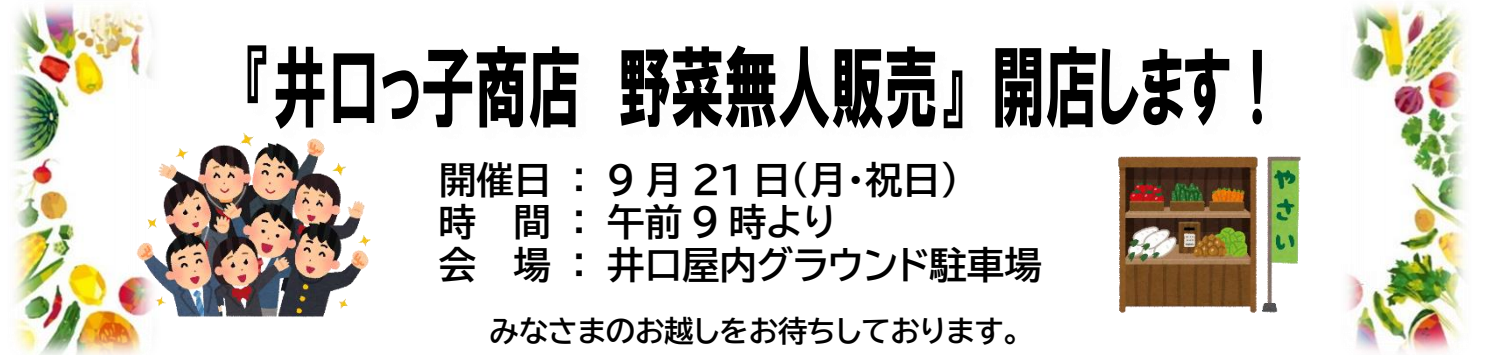 『井口っ子商店　野菜無人販売』開店します！
開催日 ： 9 月 21 日（月・祝日）
時　間 ： 午前 9 時より
会　場 ： 井口屋内グラウンド駐車場
やさい
みなさまのお越しをお待ちしております。